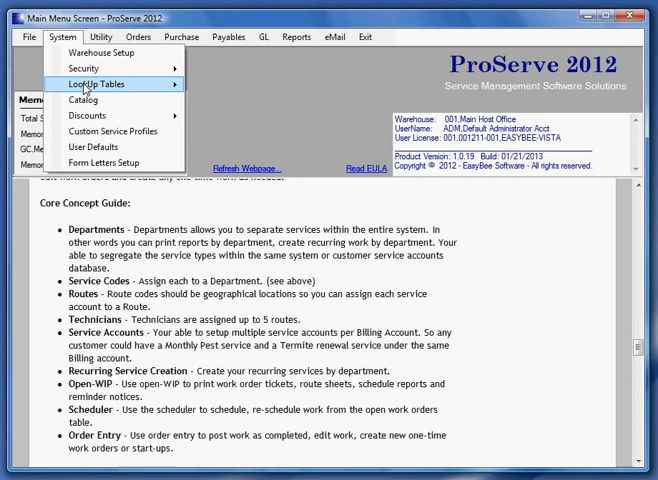 Main Menu Screen - ProServe 2012
File System Utility Orders Purchase Payables GL Reports eMail Exit
Warehouse Setup
Security
LookUp Tables
Catalog
Discounts
Custom Service Profiles
User Defaults
Form Letters Setup
ProServe 2012
Service Management Software Solutions
Total S
Memor
GC.Me
Memor
Refresh Webpage...
Read EULA
Warehouse: 001,Main Host Office
UserName: ADM,Default Administrator Acct
User License: 001,001211-001,EASYBEE-VISTA
Product Version: 1.0.19 Build: 01/21/2013
Copyright © 2012 - EasyBee Software - All rights reserved.
Core Concept Guide:
• Departments - Departments allows you to separate services within the entire system. In
other words you can print reports by department, create recurring work by department. Your
able to segregate the service types within the same system or customer service accounts
database.
• Service Codes - Assign each to a Department. (see above)
• Routes - Route codes should be geographical locations so you can assign each service
account to a Route.
• Technicians - Technicians are assigned up to 5 routes.
• Service Accounts - Your able to setup multiple service accounts per Billing Account. So any
customer could have a Monthly Pest service and a Termite renewal service under the same
Billing account.
• Recurring Service Creation - Create your recurring services by department.
• Open-WIP - Use open-WIP to print work order tickets, route sheets, schedule reports and
reminder notices.
• Scheduler - Use the scheduler to schedule, re-schedule work from the open work orders
table.
• Order Entry - Use order entry to post work as completed, edit work, create new one-time
work orders or start-ups.